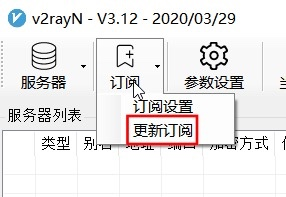 v2rayN - V3.12 - 2020/03/29
服务器 订阅 参数设置
订阅设置
服务器列表
更新订阅
类型 别名 地址 端口 加密方式